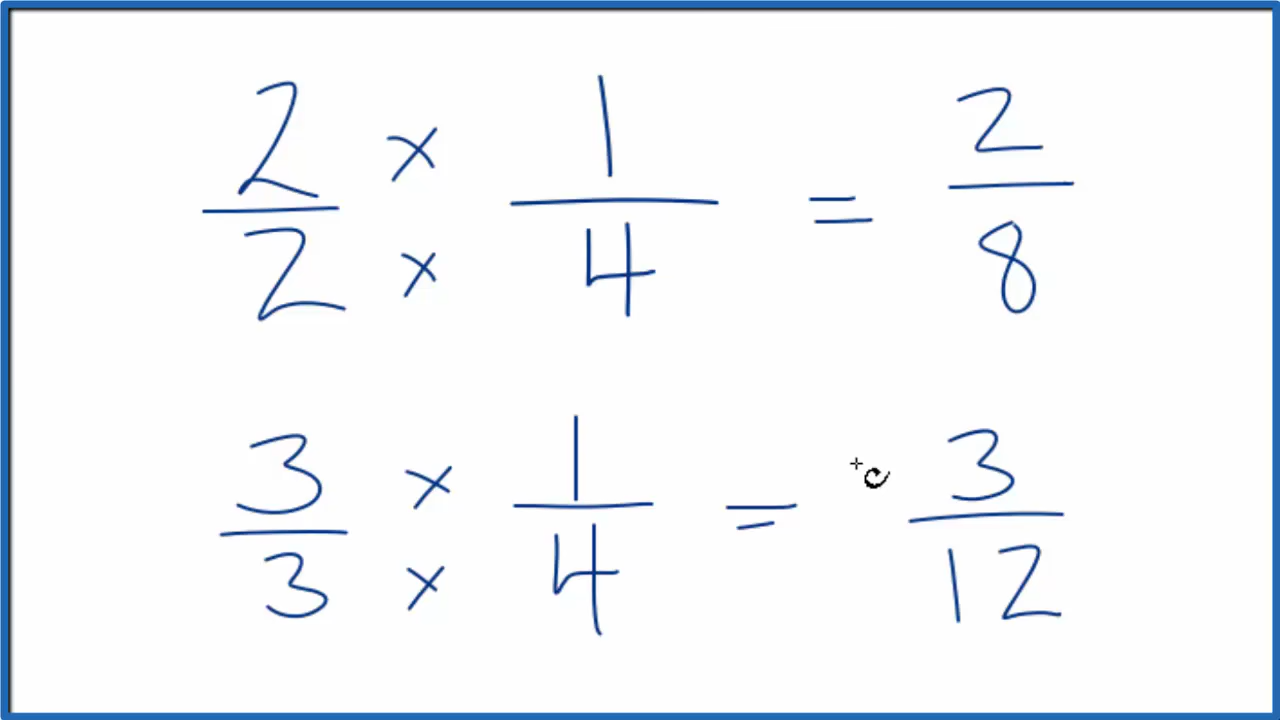 2/2 × 1/4 = 2/8
3/3 × 1/4 = 3/12